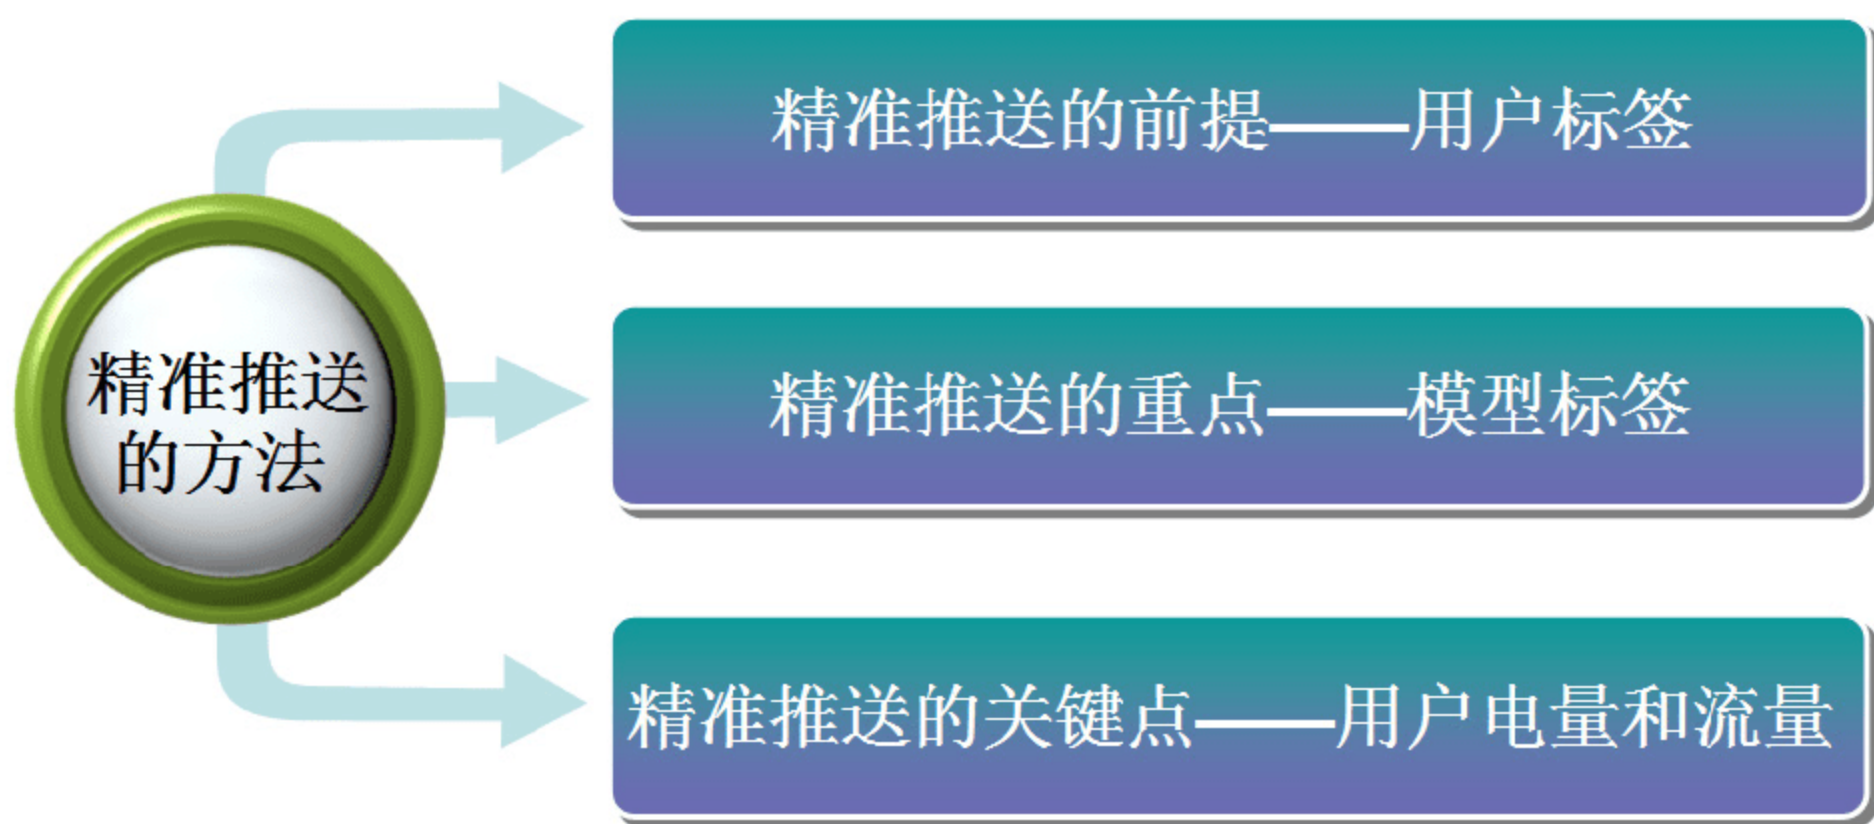 精准推送的前提——用户标签
精准推送
的方法
精准推送的重点——模型标签
精准推送的关键点——用户电量和流量